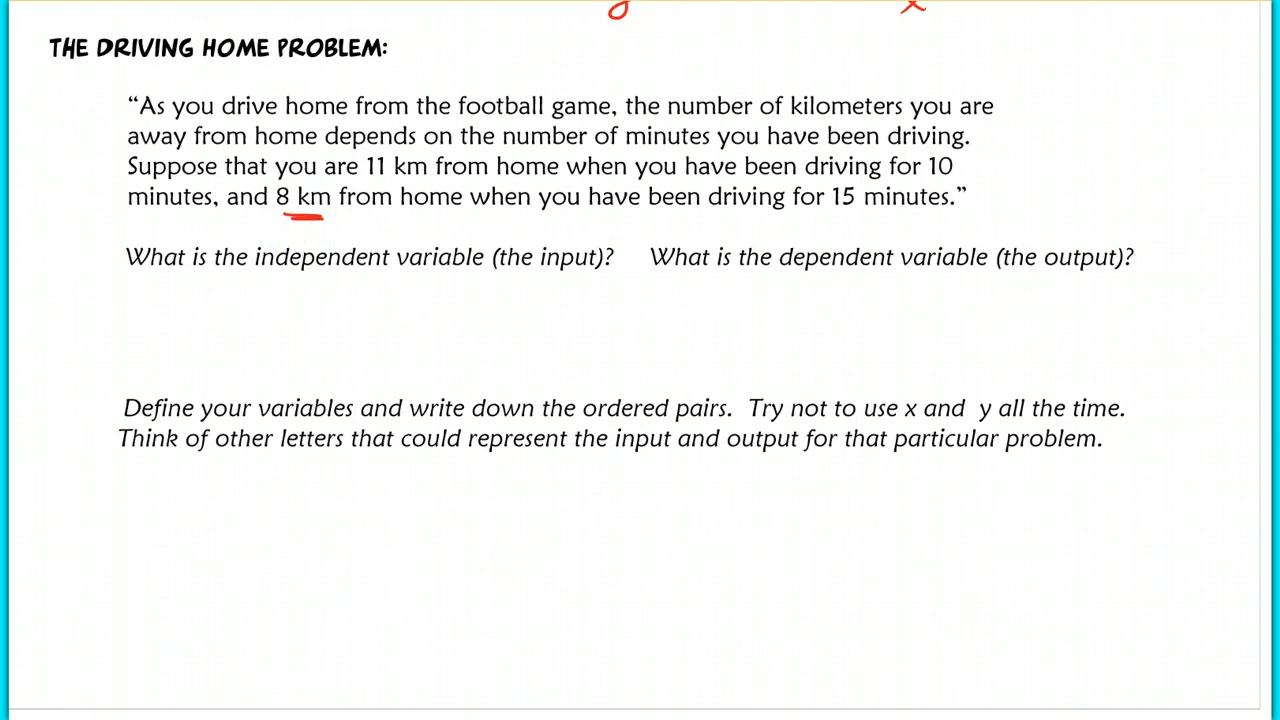 THE DRIVING HOME PROBLEM:
“As you drive home from the football game, the number of kilometers you are
away from home depends on the number of minutes you have been driving.
Suppose that you are 11 km from home when you have been driving for 10
minutes, and 8 km from home when you have been driving for 15 minutes.”
What is the independent variable (the input)? What is the dependent variable (the output)?
Define your variables and write down the ordered pairs. Try not to use x and y all the time.
Think of other letters that could represent the input and output for that particular problem.